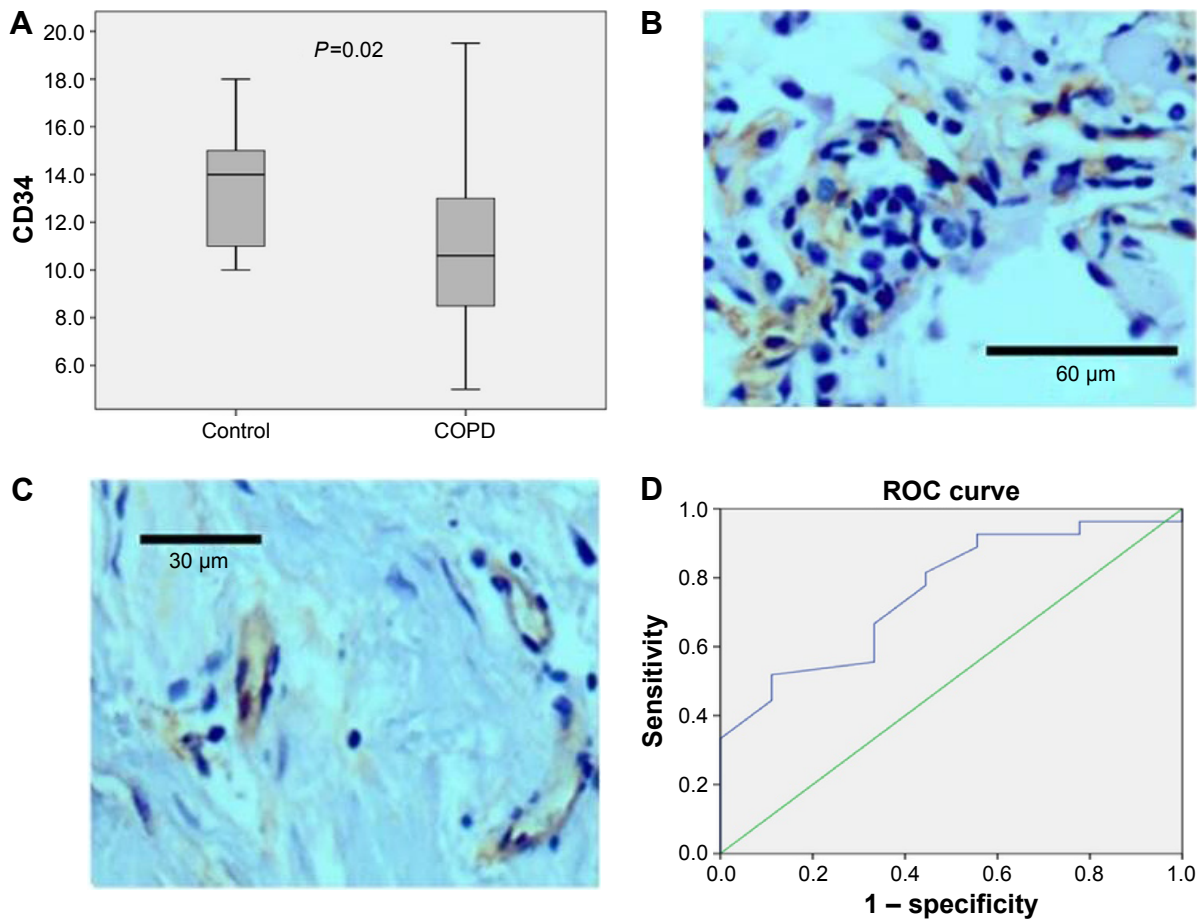 A
20.0
18.0
16.0
14.0
12.0
10.0
8.0
6.0
CD34
P=0.02
Control
COPD
B
60 µm
C
30 µm
D
ROC curve
1.0
0.8
0.6
0.4
0.2
0.0
Sensitivity
0.0
0.2
0.4
0.6
0.8
1.0
1 – specificity